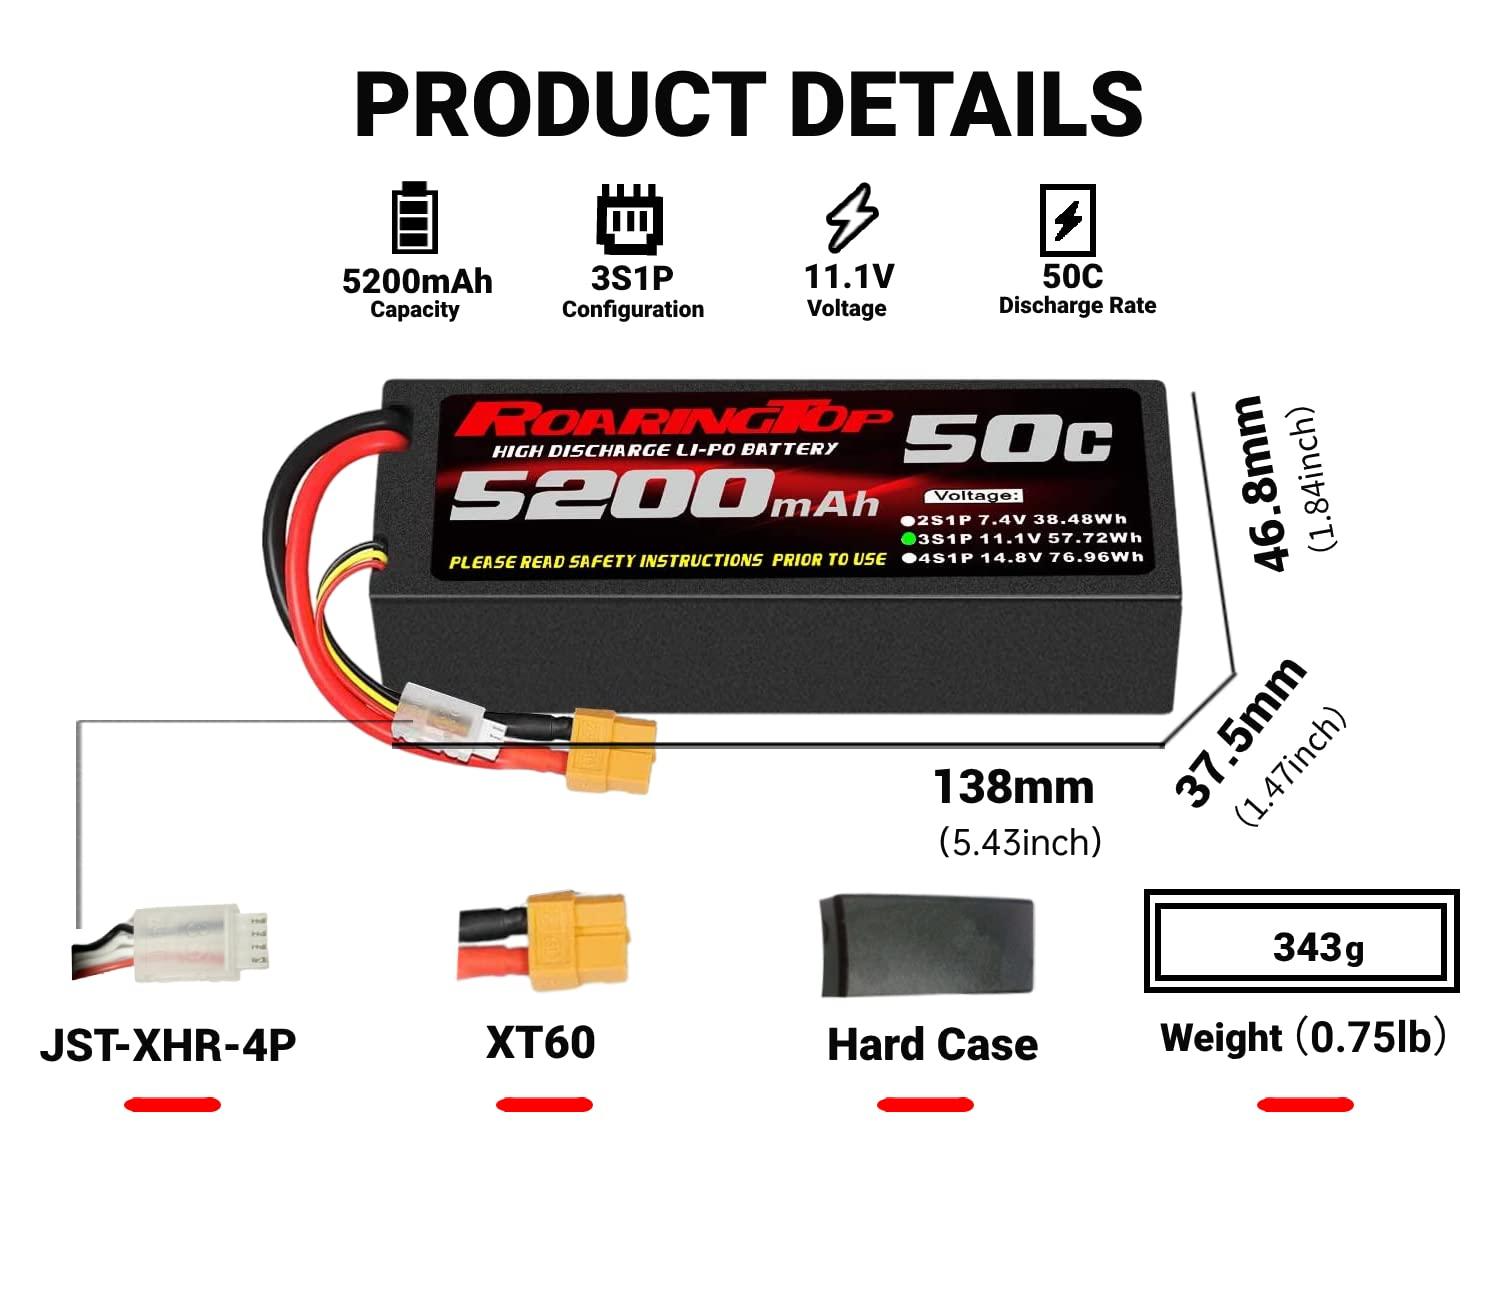 PRODUCT DETAILS
5200mAh
Capacity
3S1P
Configuration
11.1V
Voltage
50C
Discharge Rate
ROARINGTOP
HIGH DISCHARGE LI-PO BATTERY
50C
5200mAh
Voltage:
2S1P 7.4V 38.48Wh
3S1P 11.1V 57.72Wh
4S1P 14.8V 76.96Wh
PLEASE READ SAFETY INSTRUCTIONS PRIOR TO USE
46.8mm
(1.84inch)
37.5mm
(1.47inch)
138mm
(5.43inch)
343g
JST-XHR-4P
XT60
Hard Case
Weight (0.75lb)